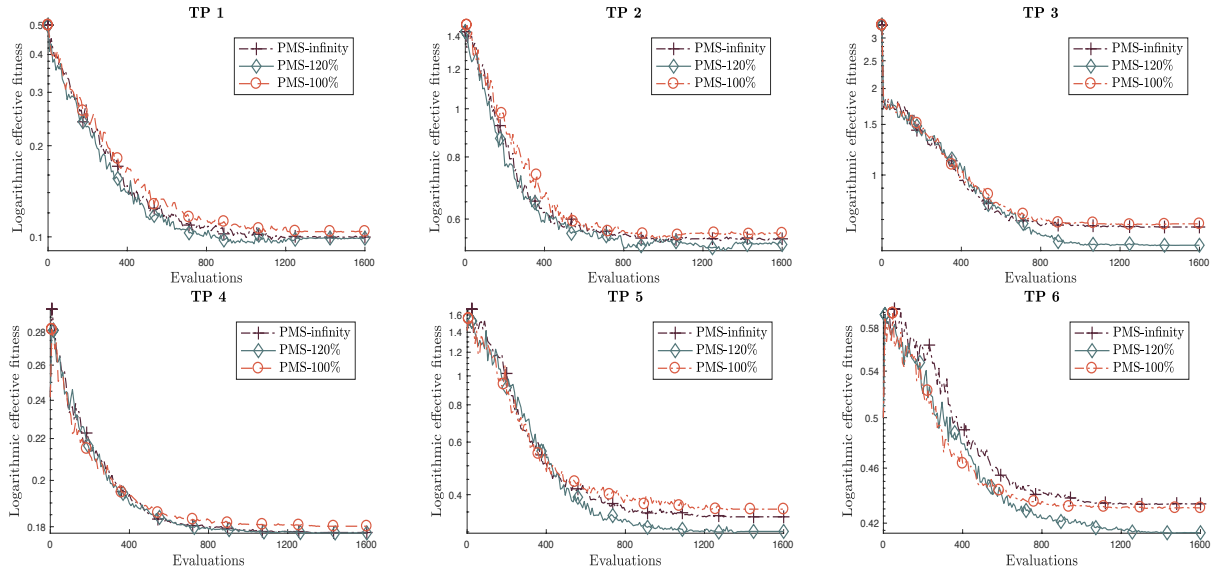 TP 1
Logarithmic effective fitness
0.5
0.4
0.3
0.2
0.1
PMS-infinity
PMS-120%
PMS-100%
0
400
800
1200
1600
Evaluations
TP 2
Logarithmic effective fitness
1.4
1.2
1
0.8
0.6
PMS-infinity
PMS-120%
PMS-100%
0
400
800
1200
1600
Evaluations
TP 3
Logarithmic effective fitness
3
2.5
2
1.5
1
PMS-infinity
PMS-120%
PMS-100%
0
400
800
1200
1600
Evaluations
TP 4
Logarithmic effective fitness
0.28
0.26
0.24
0.22
0.2
0.18
PMS-infinity
PMS-120%
PMS-100%
0
400
800
1200
1600
Evaluations
TP 5
Logarithmic effective fitness
1.6
1.4
1.2
1
0.8
0.6
0.4
PMS-infinity
PMS-120%
PMS-100%
0
400
800
1200
1600
Evaluations
TP 6
Logarithmic effective fitness
0.58
0.54
0.5
0.46
0.42
PMS-infinity
PMS-120%
PMS-100%
0
400
800
1200
1600
Evaluations